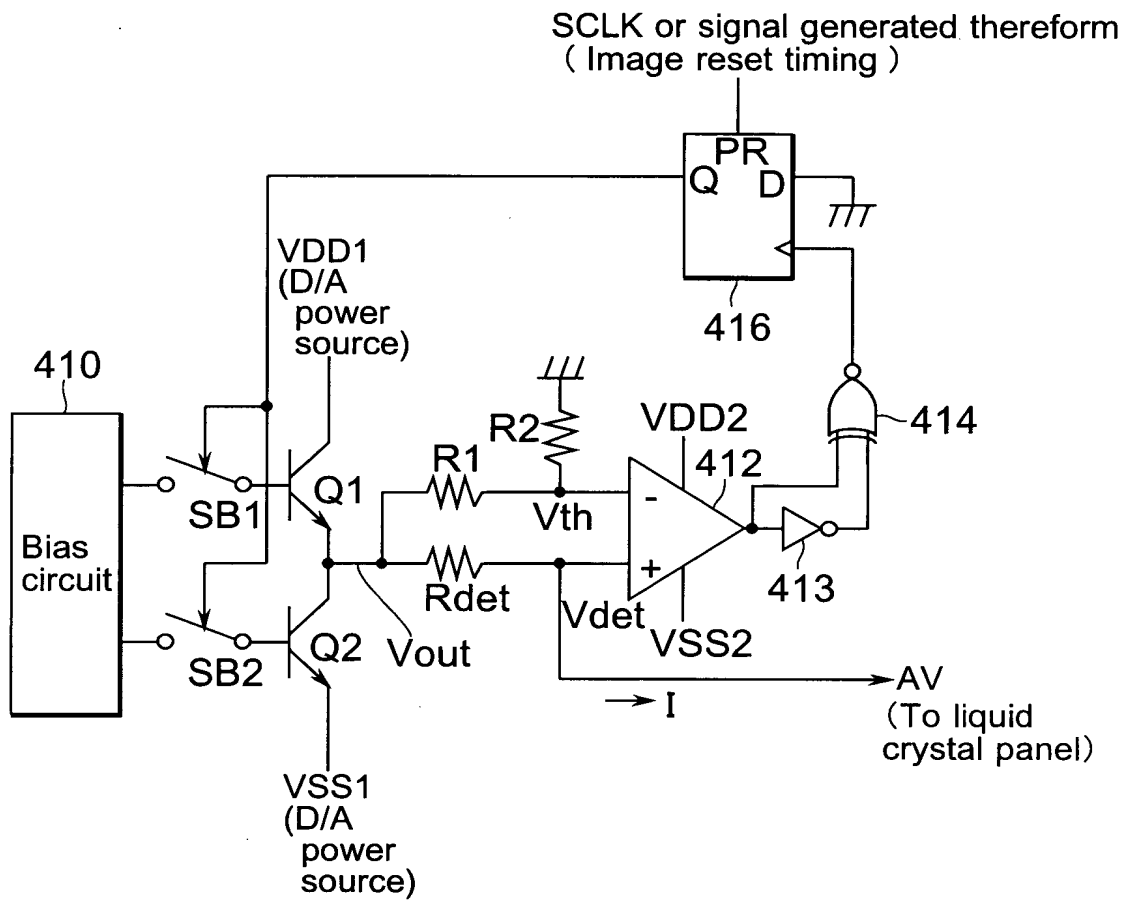 SCLK or signal generated thereform
( Image reset timing )
PR
Q
D
VDD1
(D/A
power
source)
416
410
R2
VDD2
414
R1
412
Q1
-
SB1
Vth
Bias
circuit
+
Rdet
413
Vdet
Q2
Vout
VSS2
SB2
AV
I
(To liquid
crystal panel)
VSS1
(D/A
power
source)